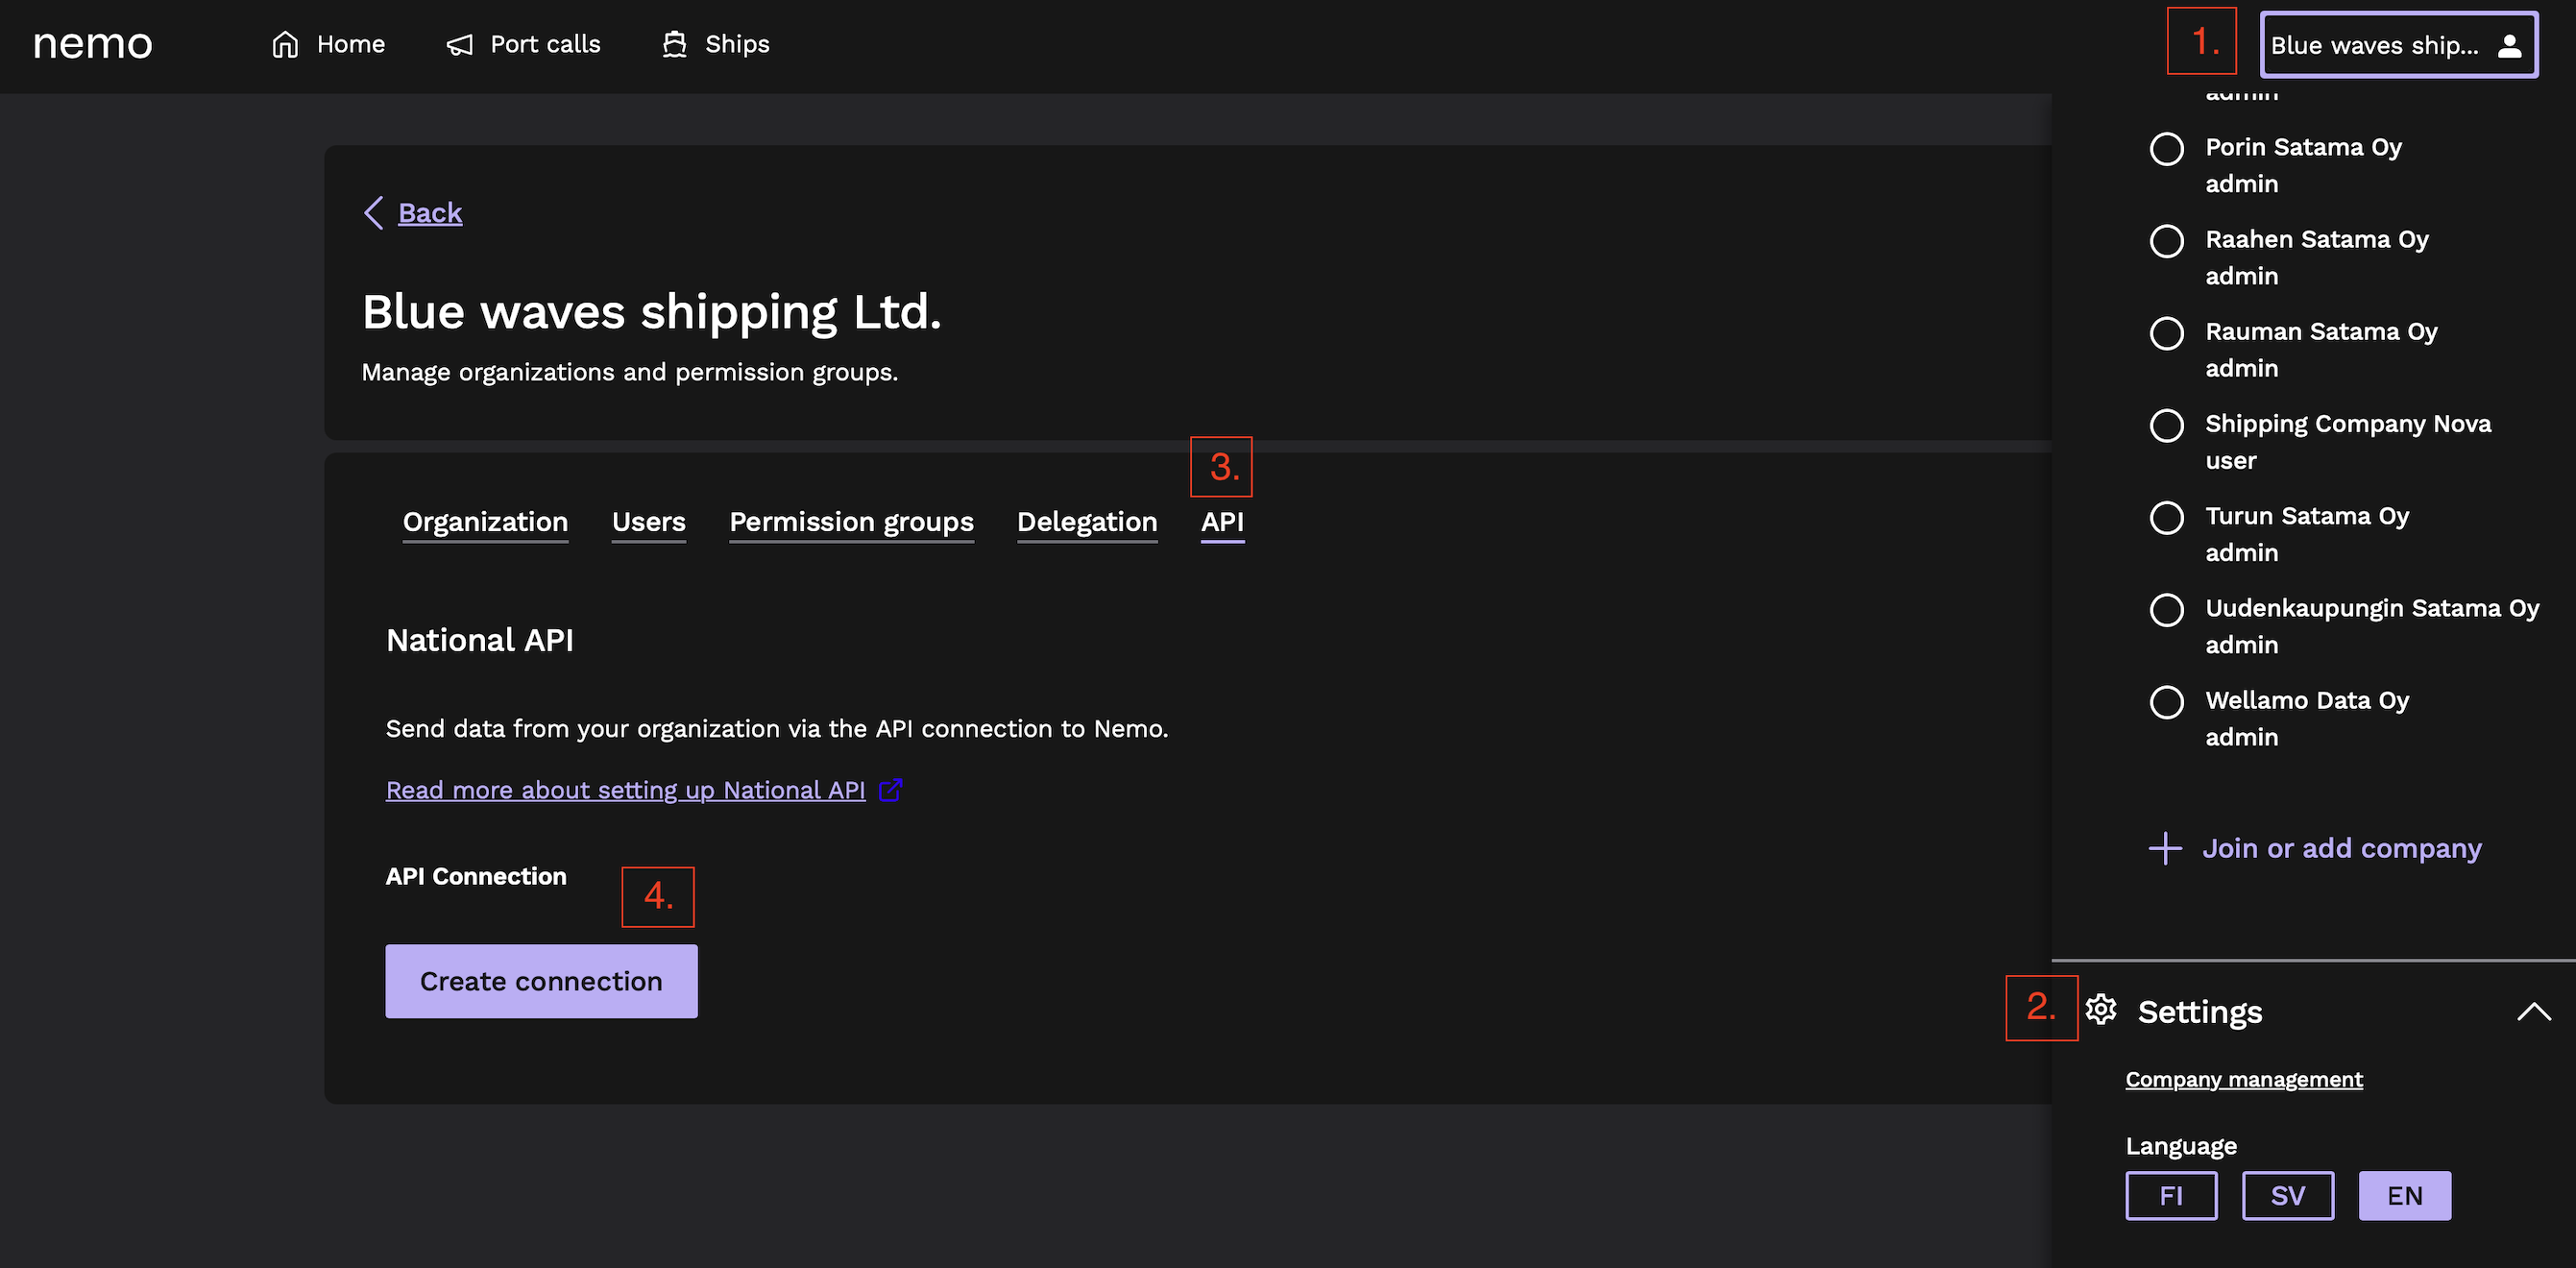 nemo
Home
Port calls
Ships
1.
Blue waves ship...
Back
Blue waves shipping Ltd.
Manage organizations and permission groups.
3.
Organization
Users
Permission groups
Delegation
API
National API
Send data from your organization via the API connection to Nemo.
Read more about setting up National API
API Connection
4.
Create connection
admin
Porin Satama Oy
admin
Raahen Satama Oy
admin
Rauman Satama Oy
admin
Shipping Company Nova
user
Turun Satama Oy
admin
Uudenkaupungin Satama Oy
admin
Wellamo Data Oy
admin
Join or add company
2.
Settings
Company management
Language
FI
SV
EN